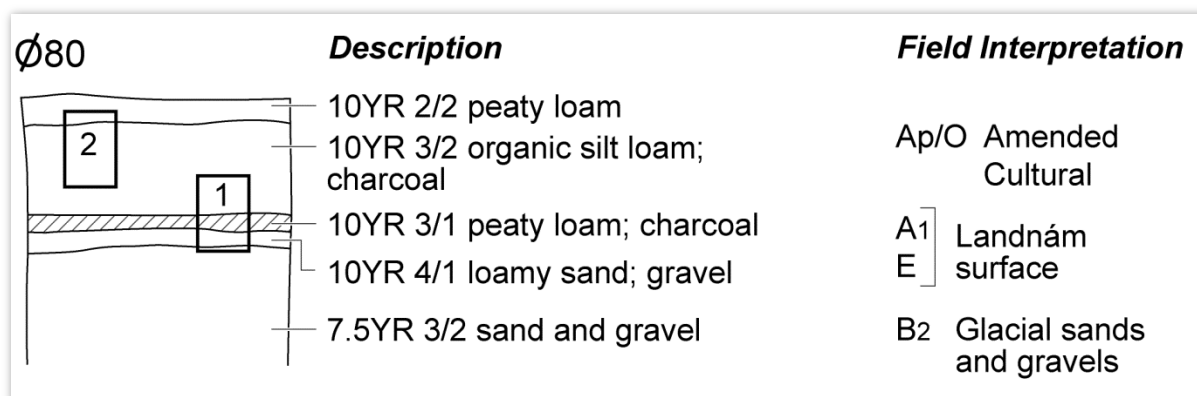 Ø80
Description
Field Interpretation
10YR 2/2 peaty loam
10YR 3/2 organic silt loam;
charcoal
10YR 3/1 peaty loam; charcoal
10YR 4/1 loamy sand; gravel
7.5YR 3/2 sand and gravel
2
1
Ap/O Amended
Cultural
A1
E
Landnám
surface
B2 Glacial sands
and gravels